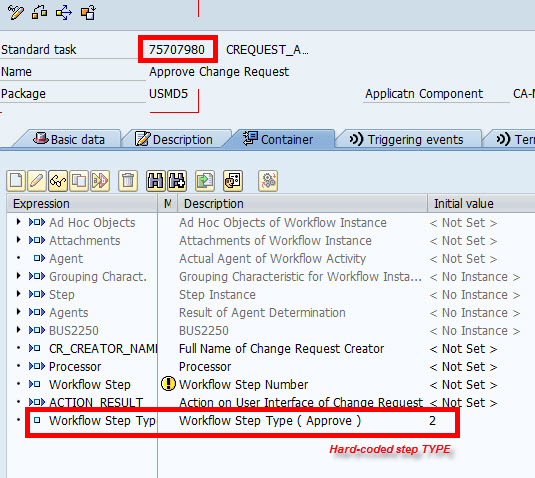 Standard task 75707980 CREQUEST_A...
Name Approve Change Request
Package USMD5 Applicatn Component CA-M
Basic data Description Container Triggering events Terr
Expression M Description Initial value
Ad Hoc Objects Ad Hoc Objects of Workflow Instance < Not Set >
Attachments Attachments of Workflow Instance < Not Set >
Agent Actual Agent of Workflow Activity < Not Set >
Grouping Charact. Grouping Characteristic for Workflow Insta... < No Instance >
Step Step Instance < No Instance >
Agents Result of Agent Determination < No Instance >
BUS2250 BUS2250 < No Instance >
CR_CREATOR_NAME Full Name of Change Request Creator < Not Set >
Processor Processor < Not Set >
Workflow Step Workflow Step Number < Not Set >
ACTION_RESULT Action on User Interface of Change Request < Not Set >
Workflow Step Type Workflow Step Type ( Approve ) 2
Hard-coded step TYPE